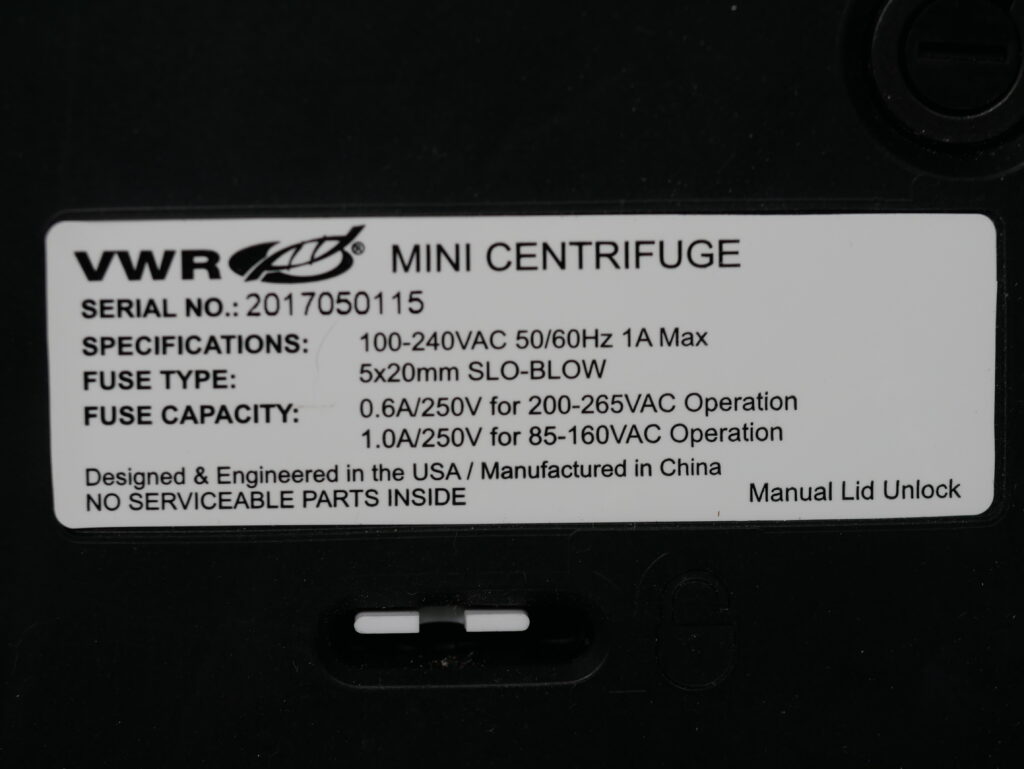 VWR® MINI CENTRIFUGE
SERIAL NO.: 2017050115
SPECIFICATIONS: 100-240VAC 50/60Hz 1A Max
FUSE TYPE: 5x20mm SLO-BLOW
FUSE CAPACITY: 0.6A/250V for 200-265VAC Operation
1.0A/250V for 85-160VAC Operation
Designed & Engineered in the USA / Manufactured in China
NO SERVICEABLE PARTS INSIDE
Manual Lid Unlock